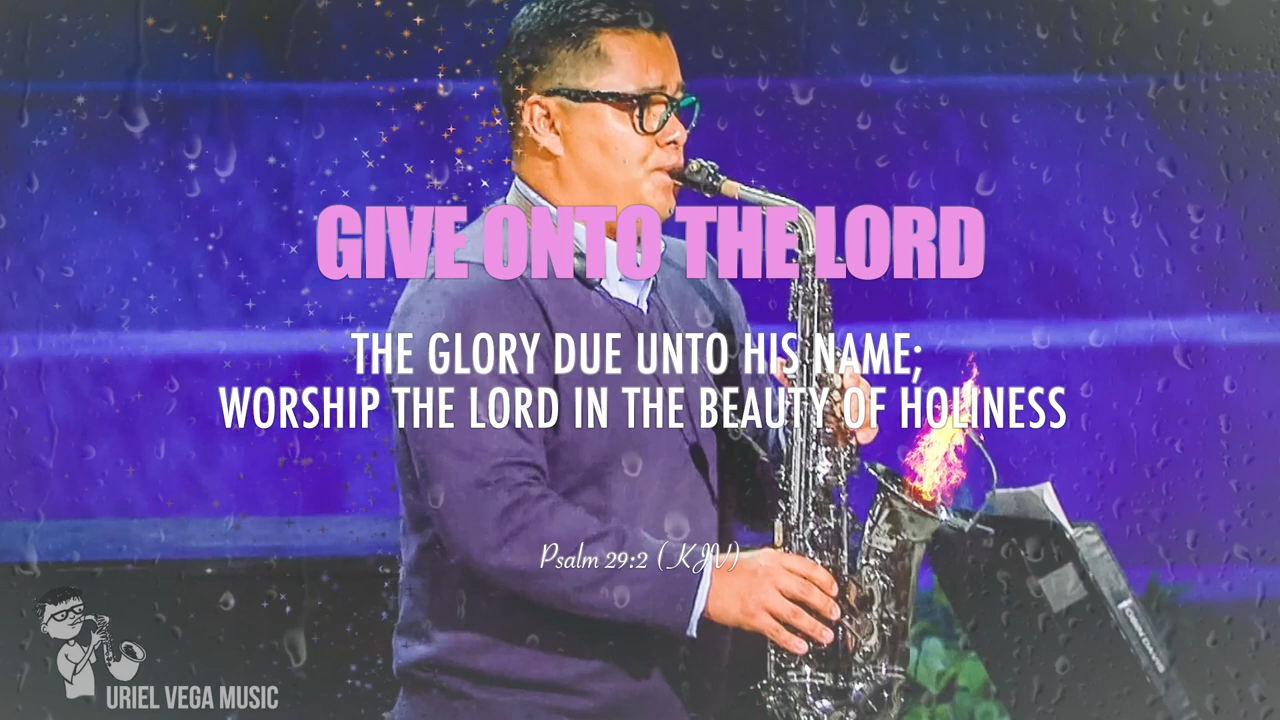 GIVE ONTO THE LORD
THE GLORY DUE UNTO HIS NAME;
WORSHIP THE LORD IN THE BEAUTY OF HOLINESS
Psalm 29:2 (KJV)
URIEL VEGA MUSIC